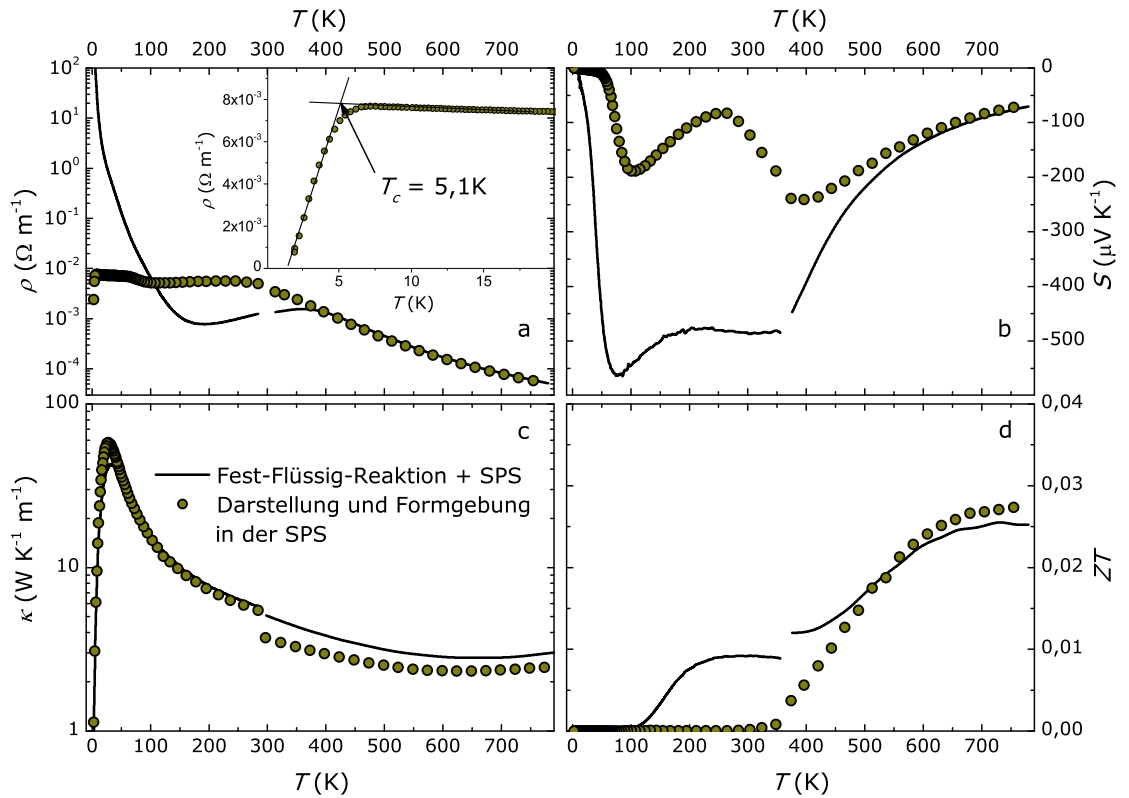 T (K)
T (K)
0 100 200 300 400 500 600 700
0 100 200 300 400 500 600 700
10²
10¹
10⁰
10⁻¹
10⁻²
10⁻³
10⁻⁴
ρ (Ω m⁻¹)
8x10⁻³
6x10⁻³
4x10⁻³
2x10⁻³
0
ρ (Ω m⁻¹)
T_c = 5,1K
0 5 10 15
T (K)
a
0
-100
-200
-300
-400
-500
S (µV K⁻¹)
b
100
10
1
κ (W K⁻¹ m⁻¹)
c
Fest-Flüssig-Reaktion + SPS
Darstellung und Formgebung
in der SPS
0,04
0,03
0,02
0,01
0,00
ZT
d
0 100 200 300 400 500 600 700
0 100 200 300 400 500 600 700
T (K)
T (K)